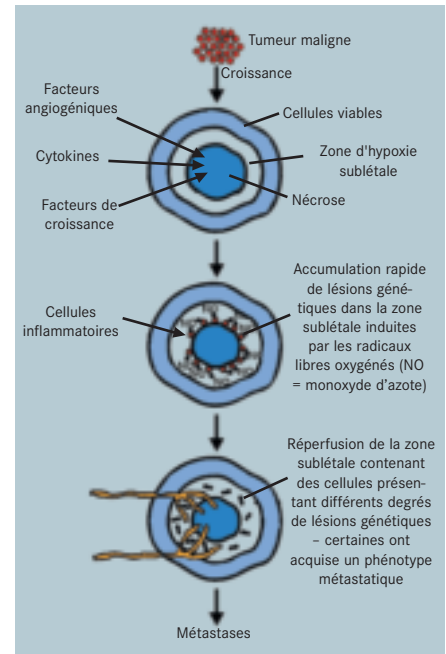 Tumeur maligne
Croissance
Facteurs
angiogéniques
Cellules viables
Cytokines
Zone d'hypoxie
sublétale
Facteurs de
croissance
Nécrose
Cellules
inflammatoires
Accumulation rapide
de lésions géné-
tiques dans la zone
sublétale induites
par les radicaux
libres oxygénés (NO
= monoxyde d'azote)
Réperfusion de la zone
sublétale contenant
des cellules présen-
tant différents degrés
de lésions génétiques
– certaines ont
acquise un phénotype
métastatique
Métastases